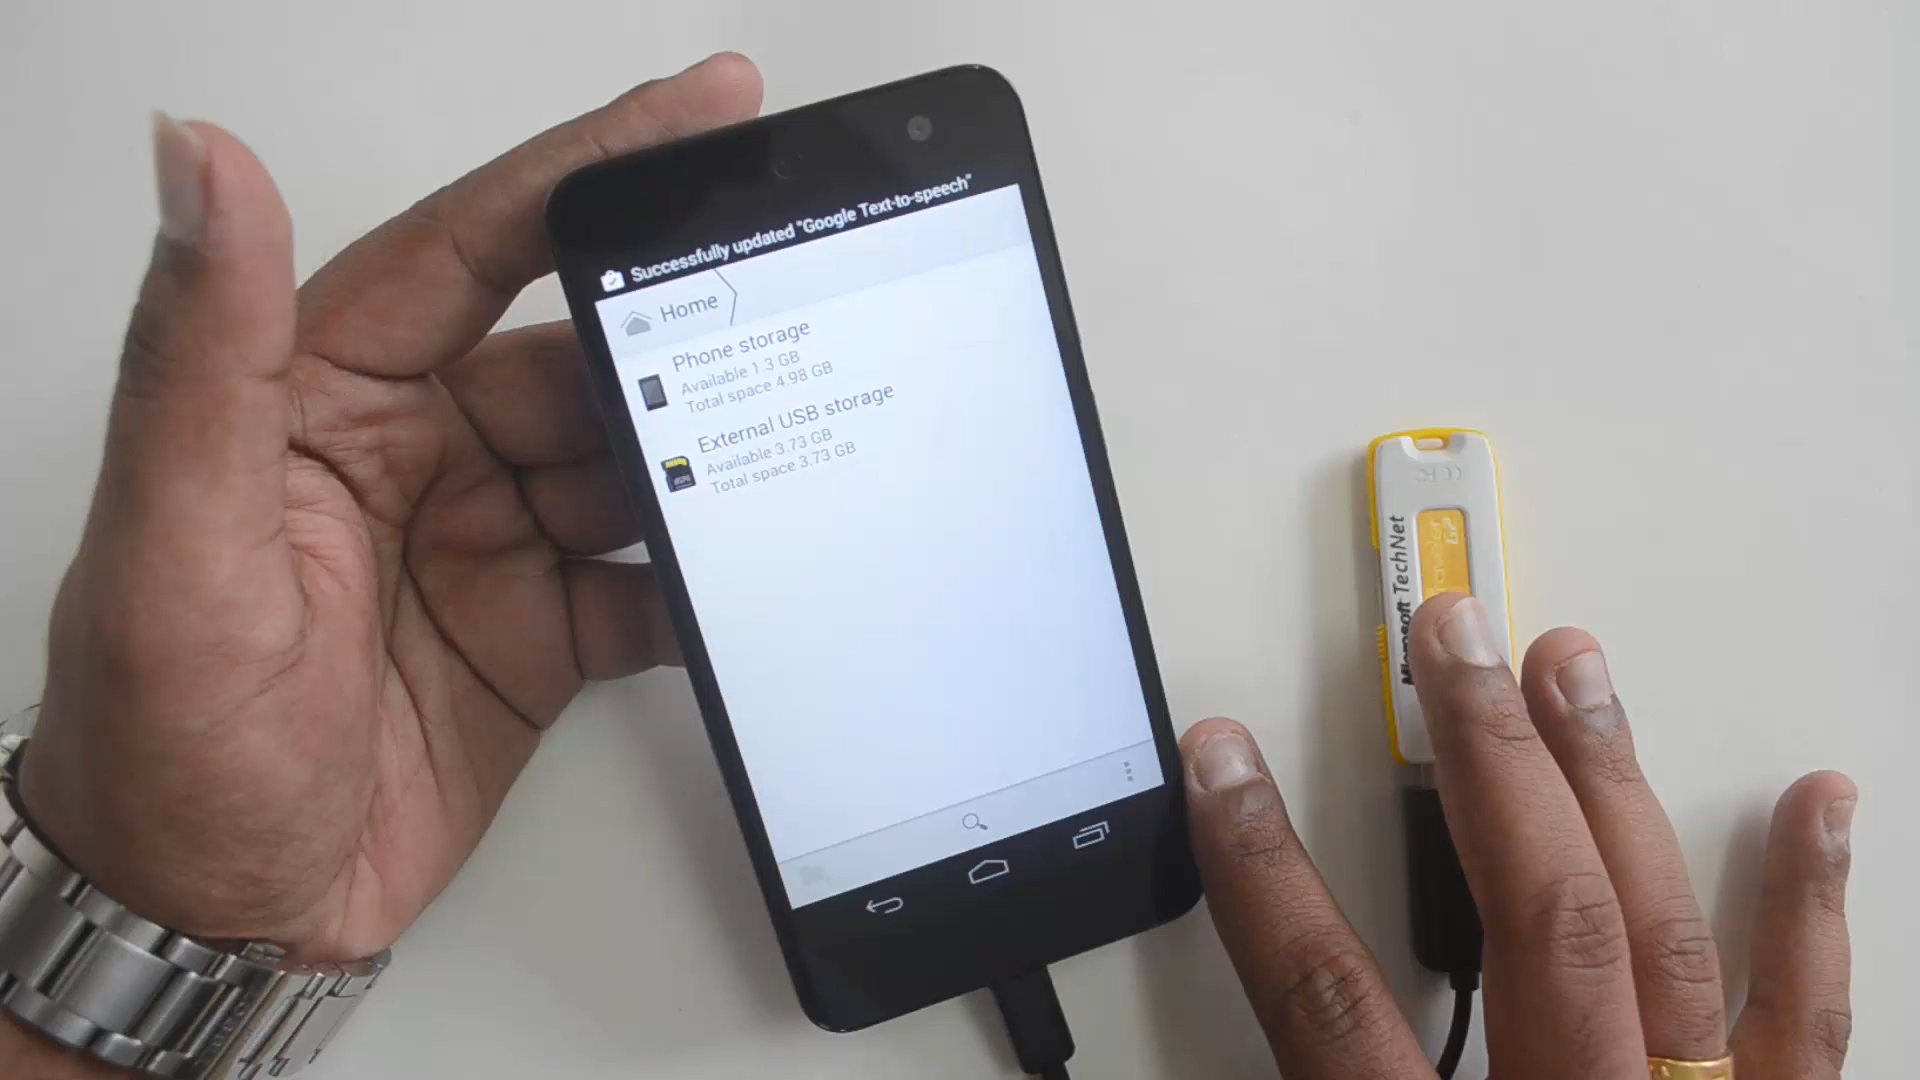 Successfully updated "Google Text-to-speech"
Home
Phone storage
Available 1.3 GB
Total space 4.98 GB
External USB storage
Available 3.73 GB
Total space 3.73 GB
Microsoft TechNet
G2